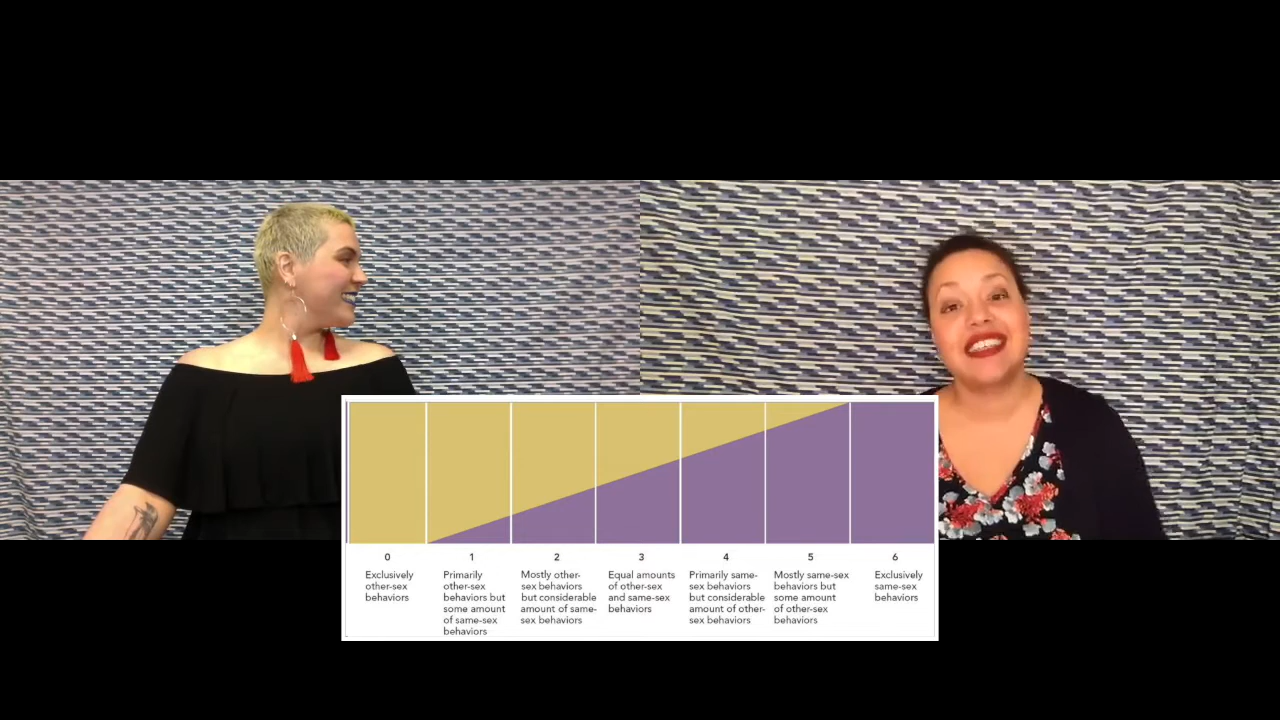 0
Exclusively
other-sex
behaviors
1
Primarily
other-sex
behaviors but
some amount
of same-sex
behaviors
2
Mostly other-
sex behaviors
but considerable
amount of same-
sex behaviors
3
Equal amounts
of other-sex
and same-sex
behaviors
4
Primarily same-
sex behaviors
but considerable
amount of other-
sex behaviors
5
Mostly same-sex
behaviors but
some amount
of other-sex
behaviors
6
Exclusively
same-sex
behaviors